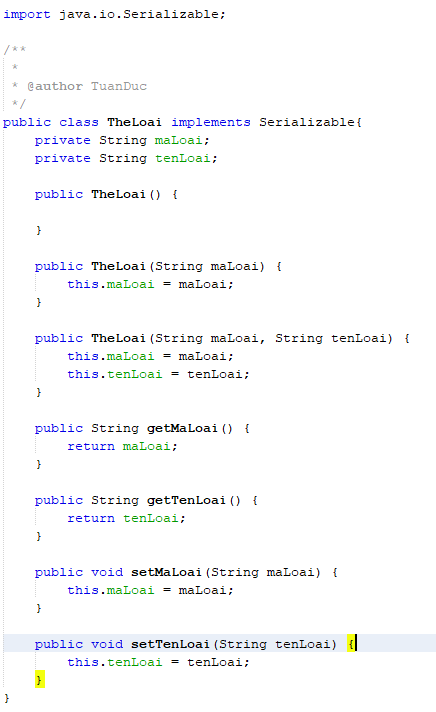 import java.io.Serializable;
/**
 *
 * @author TuanDuc
 */
public class TheLoai implements Serializable{
    private String maLoai;
    private String tenLoai;
    public TheLoai() {
    }
    public TheLoai(String maLoai) {
        this.maLoai = maLoai;
    }
    public TheLoai(String maLoai, String tenLoai) {
        this.maLoai = maLoai;
        this.tenLoai = tenLoai;
    }
    public String getMaLoai() {
        return maLoai;
    }
    public String getTenLoai() {
        return tenLoai;
    }
    public void setMaLoai(String maLoai) {
        this.maLoai = maLoai;
    }
    public void setTenLoai(String tenLoai) {
        this.tenLoai = tenLoai;
    }
}